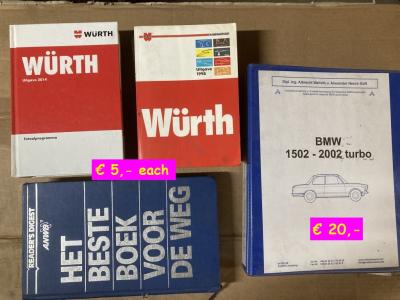 WÜRTH
WÜRTH
Uitgave 2014
Totaalprogramma
Uitgave
1998
Würth
€ 5,- each
READER'S DIGEST
ANWB
HET
BESTE
BOEK
VOOR
DE WEG
BMW
1502 - 2002 turbo
€ 20,-